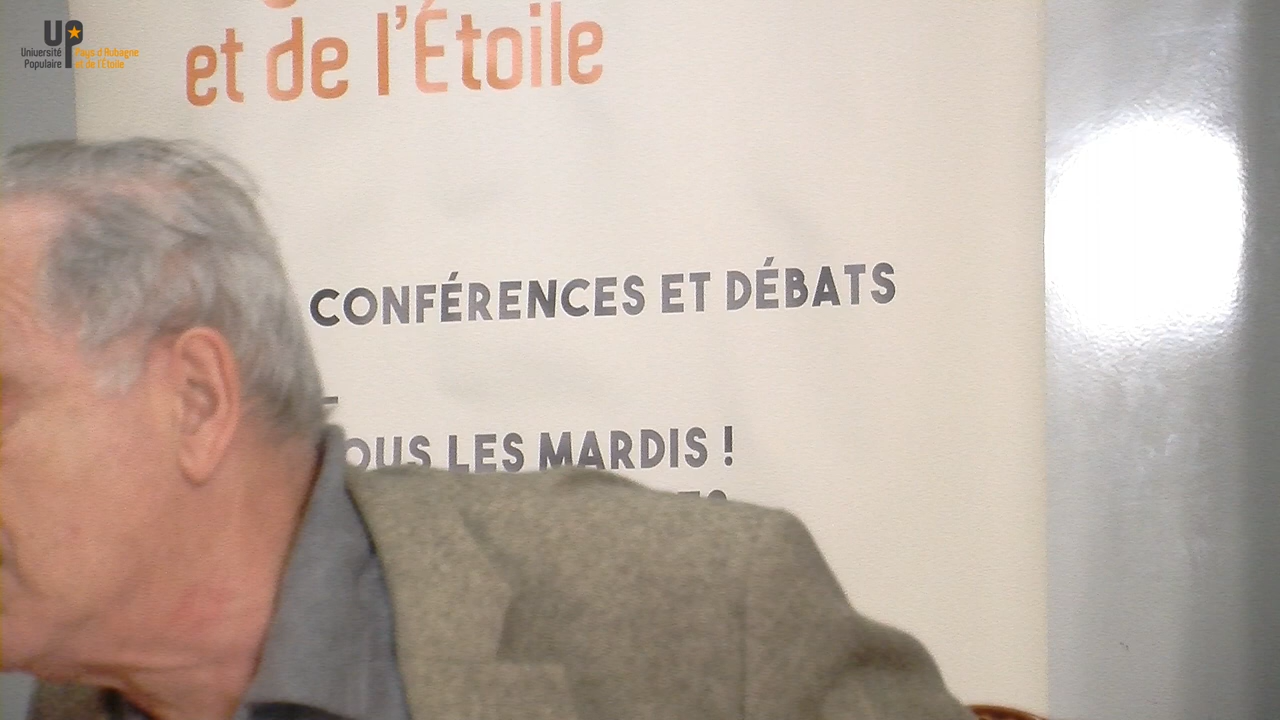 UP
Université
Populaire
Pays d'Aubagne
et de l'Étoile
et de l'Étoile
CONFÉRENCES ET DÉBATS
-
OUS LES MARDIS !